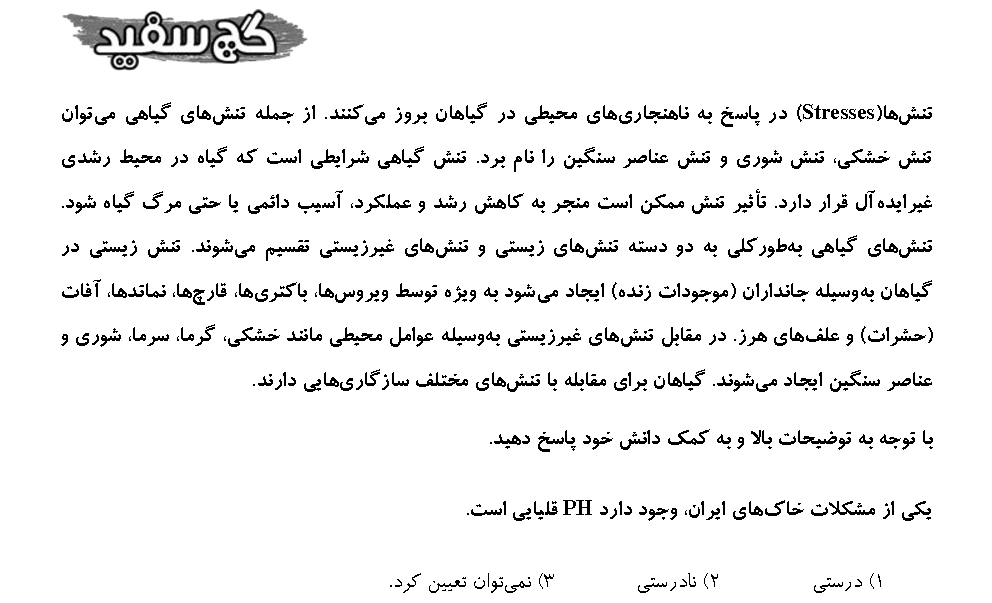 گچ سفید
تنش‌ها(Stresses) در پاسخ به ناهنجاری‌های محیطی در گیاهان بروز می‌کنند. از جمله تنش‌های گیاهی می‌توان
تنش خشکی، تنش شوری و تنش عناصر سنگین را نام برد. تنش گیاهی شرایطی است که گیاه در محیط رشدی
غیرایده‌آل قرار دارد. تأثیر تنش ممکن است منجر به کاهش رشد و عملکرد، آسیب دائمی یا حتی مرگ گیاه شود.
تنش‌های گیاهی به‌طورکلی به دو دسته تنش‌های زیستی و تنش‌های غیرزیستی تقسیم می‌شوند. تنش زیستی در
گیاهان به‌وسیله جانداران (موجودات زنده) ایجاد می‌شود به ویژه توسط ویروس‌ها، باکتری‌ها، قارچ‌ها، نماتدها، آفات
(حشرات) و علف‌های هرز. در مقابل تنش‌های غیرزیستی به‌وسیله عوامل محیطی مانند خشکی، گرما، سرما، شوری و
عناصر سنگین ایجاد می‌شوند. گیاهان برای مقابله با تنش‌های مختلف سازگاری‌هایی دارند.
با توجه به توضیحات بالا و به کمک دانش خود پاسخ دهید.
یکی از مشکلات خاک‌های ایران، وجود دارد PH قلیایی است.
۱) درستی ۲) نادرستی ۳) نمی‌توان تعیین کرد.